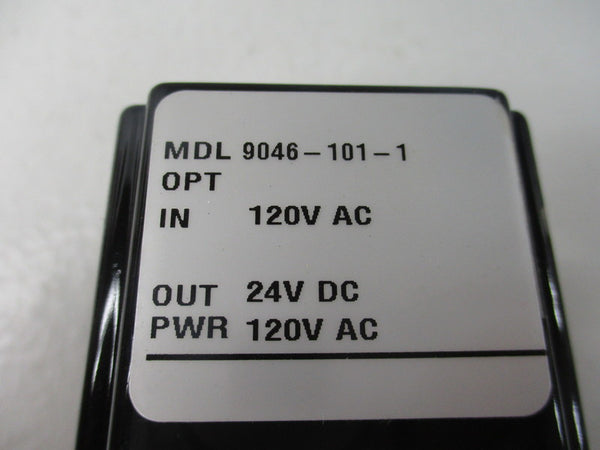 MDL 9046-101-1
OPT
IN 120V AC
OUT 24V DC
PWR 120V AC